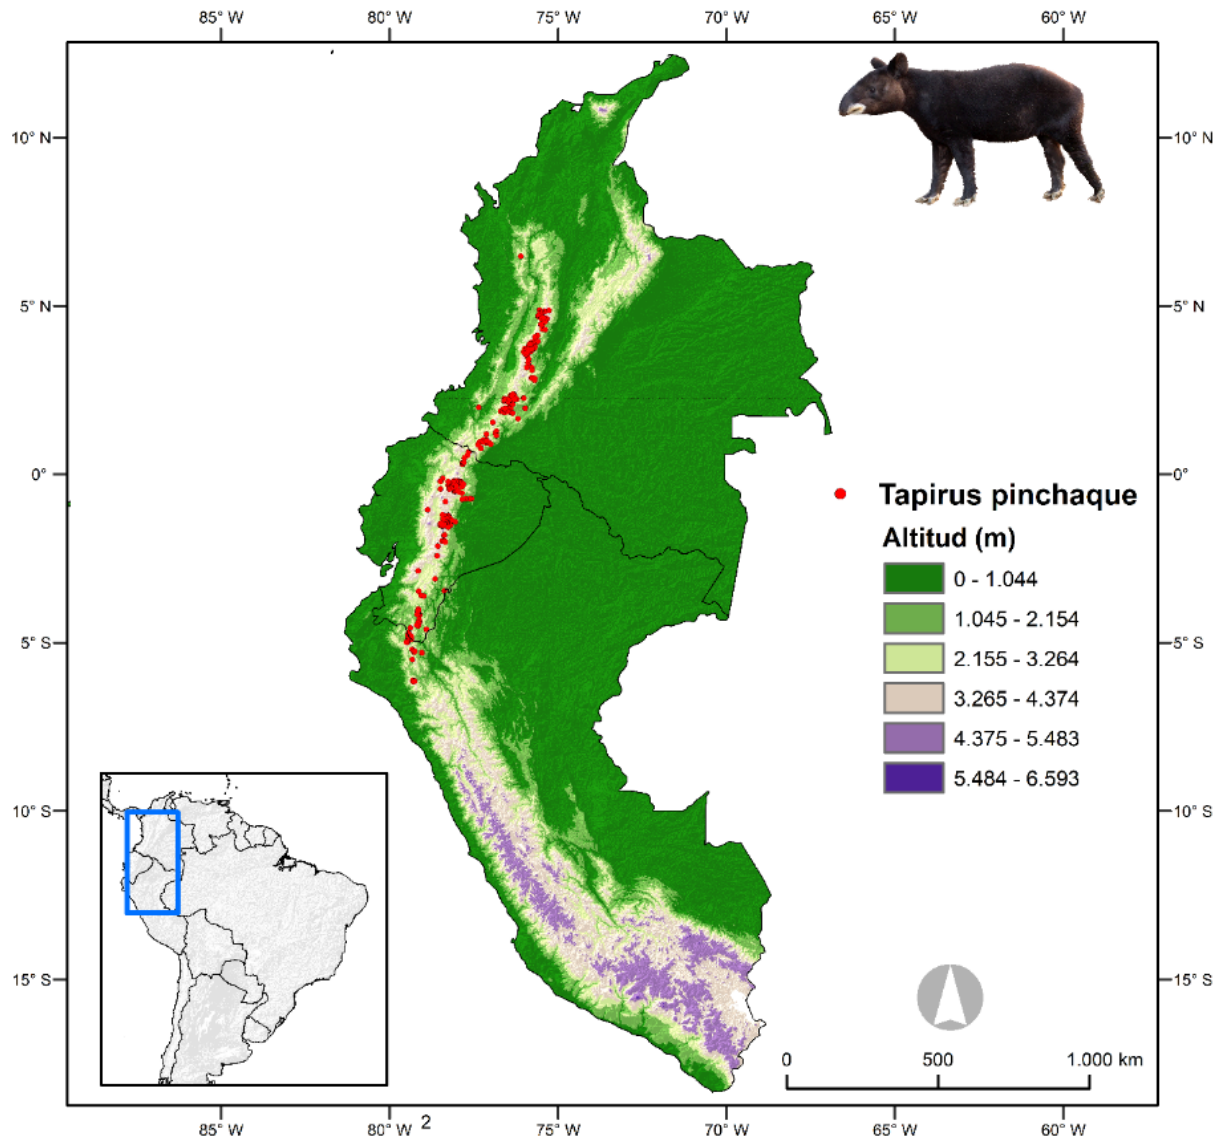 85° W 80° W 75° W 70° W 65° W 60° W
10° N 10° N
5° N 5° N
0° 0°
Tapirus pinchaque
Altitud (m)
0 - 1.044
1.045 - 2.154
5° S 5° S
2.155 - 3.264
3.265 - 4.374
4.375 - 5.483
5.484 - 6.593
10° S 10° S
15° S 15° S
0 500 1.000 km
85° W 80° W 2 75° W 70° W 65° W 60° W